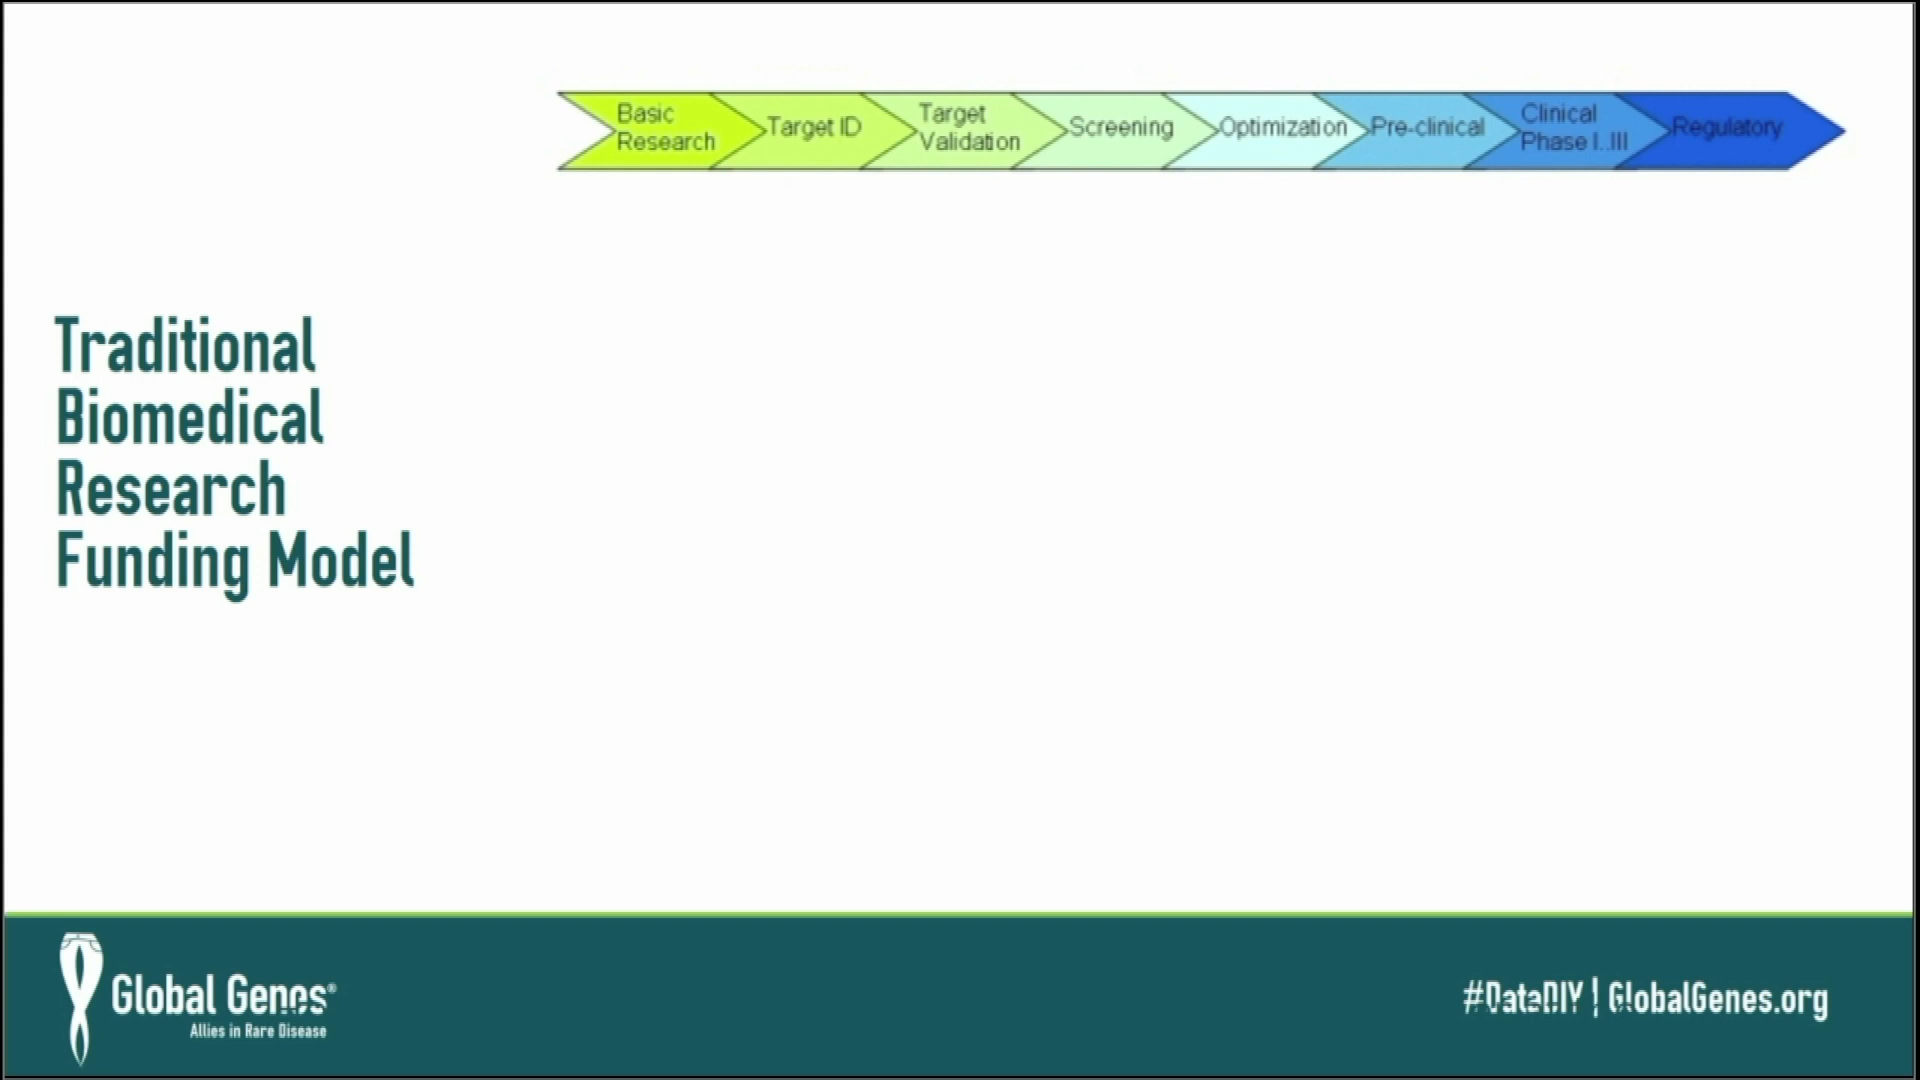 Basic
Research
Target ID
Target
Validation
Screening
Optimization
Pre-clinical
Clinical
Phase I..III
Regulatory
Traditional
Biomedical
Research
Funding Model
Global Genes®
Allies in Rare Disease
#DataDIY | GlobalGenes.org